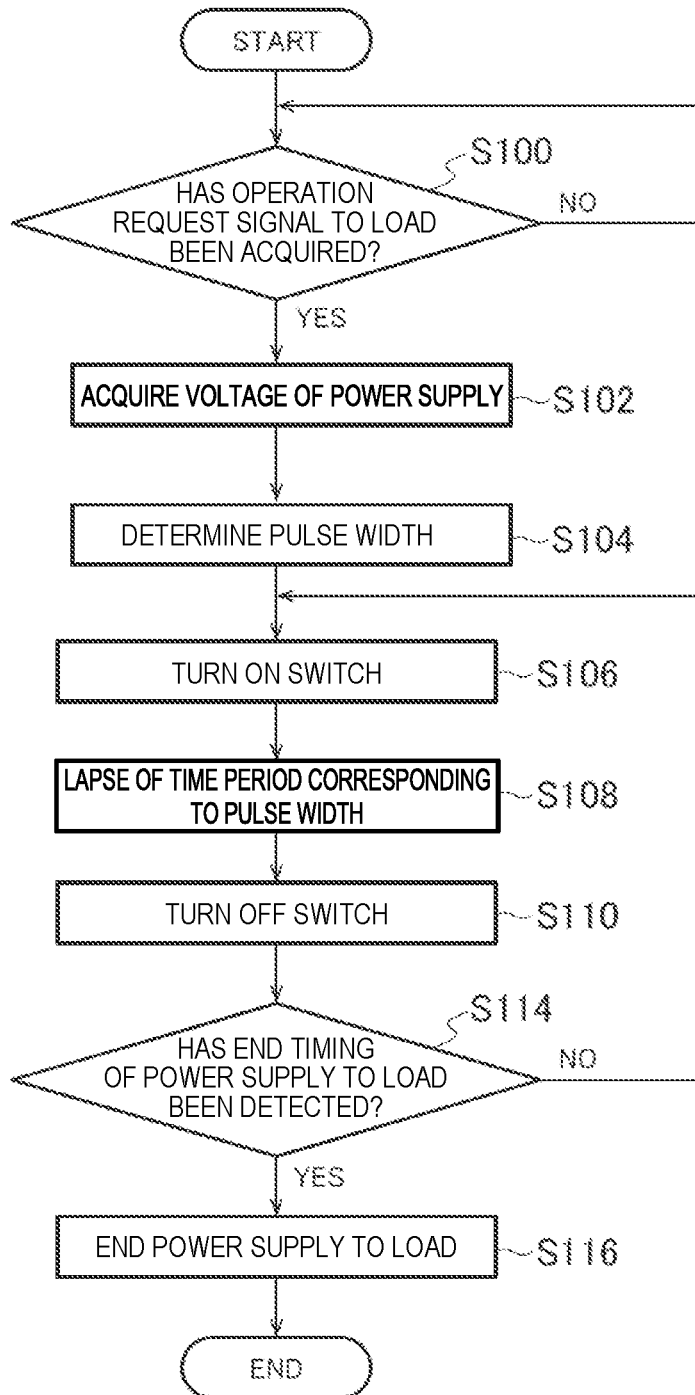 START
S100
HAS OPERATION
REQUEST SIGNAL TO LOAD
BEEN ACQUIRED?
NO
YES
ACQUIRE VOLTAGE OF POWER SUPPLY
S102
DETERMINE PULSE WIDTH
S104
TURN ON SWITCH
S106
LAPSE OF TIME PERIOD CORRESPONDING
TO PULSE WIDTH
S108
TURN OFF SWITCH
S110
S114
HAS END TIMING
OF POWER SUPPLY TO LOAD
BEEN DETECTED?
NO
YES
END POWER SUPPLY TO LOAD
S116
END